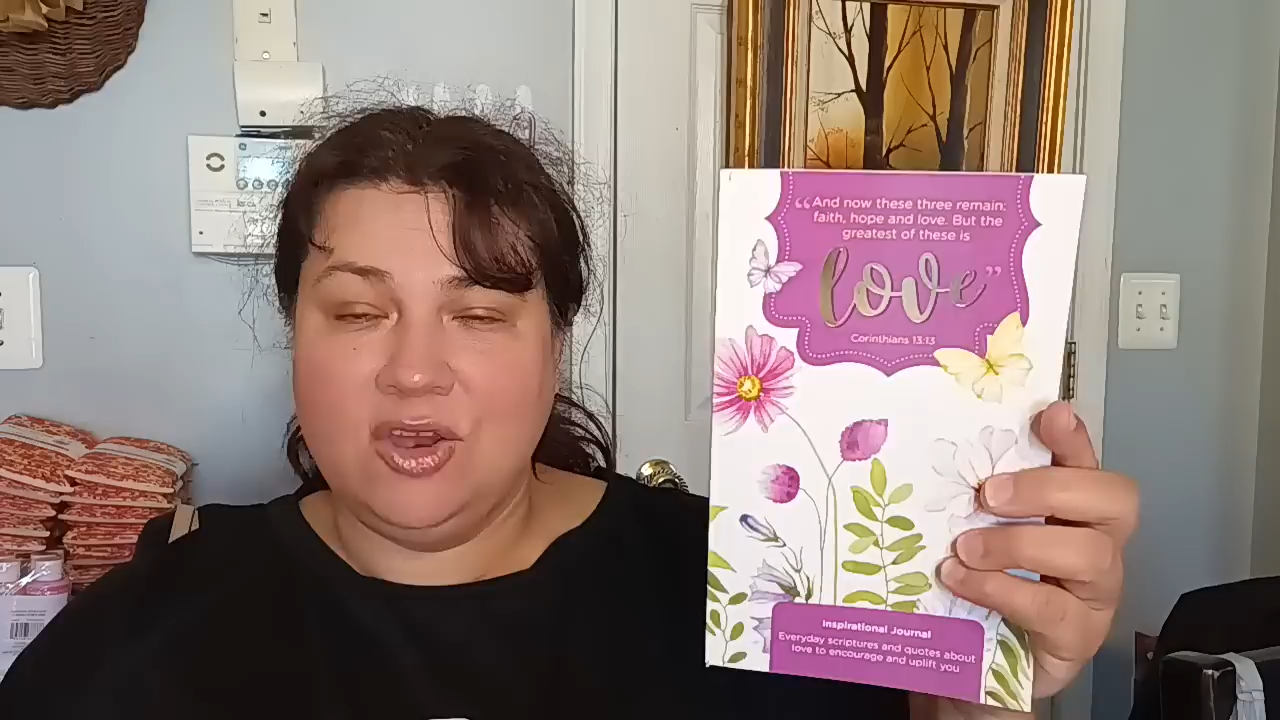 “And now these three remain:
faith, hope and love. But the
greatest of these is
love”
Corinthians 13:13
Inspirational Journal
Everyday scriptures and quotes about
love to encourage and uplift you